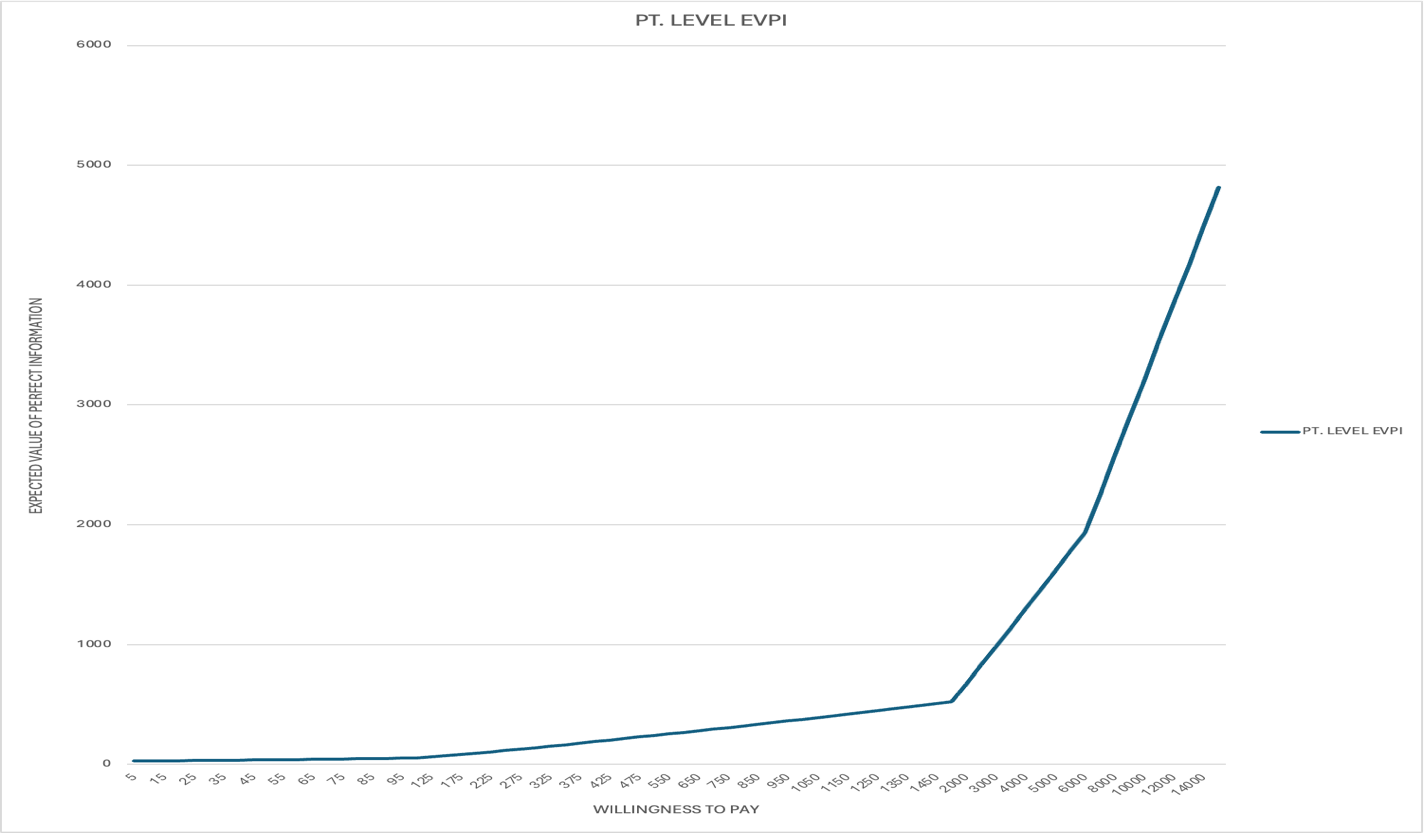 PT. LEVEL EVPI
6000
5000
4000
3000
2000
1000
0
EXPECTED VALUE OF PERFECT INFORMATION
5 15 25 35 45 55 65 75 85 95 125 175 225 275 325 375 425 475 550 650 750 850 950 1050 1150 1250 1350 1450 2000 3000 4000 5000 6000 8000 10000 12000 14000
WILLINGNESS TO PAY
PT. LEVEL EVPI